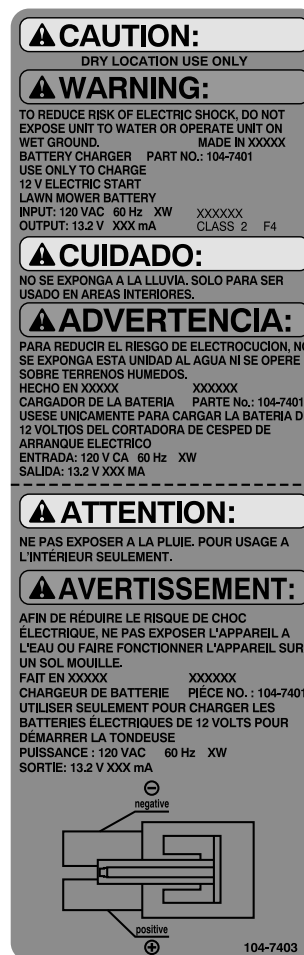 CAUTION:
DRY LOCATION USE ONLY
WARNING:
TO REDUCE RISK OF ELECTRIC SHOCK, DO NOT
EXPOSE UNIT TO WATER OR OPERATE UNIT ON
WET GROUND. MADE IN XXXXX
BATTERY CHARGER PART NO.: 104-7401
USE ONLY TO CHARGE
12 V ELECTRIC START
LAWN MOWER BATTERY
INPUT: 120 VAC 60 Hz XW XXXXXX
OUTPUT: 13.2 V XXX mA CLASS 2 F4
CUIDADO:
NO SE EXPONGA A LA LLUVÍA. SOLO PARA SER
USADO EN AREAS INTERIORES.
ADVERTENCIA:
PARA REDUCIR EL RIESGO DE ELECTROCUCION, NO
SE EXPONGA ESTA UNIDAD AL AGUA NI SE OPERE
SOBRE TERRENOS HUMEDOS.
HECHO EN XXXXX XXXXXX
CARGADOR DE LA BATERIA PARTE No.: 104-7401
USESE UNICAMENTE PARA CARGAR LA BATERIA D
12 VOLTIOS DEL CORTADORA DE CESPED DE
ARRANQUE ELECTRICO
ENTRADA: 120 V CA 60 Hz XW
SALIDA: 13.2 V XXX MA
ATTENTION:
NE PAS EXPOSER A LA PLUIE. POUR USAGE A
L'INTÉRIEUR SEULEMENT.
AVERTISSEMENT:
AFIN DE RÉDUIRE LE RISQUE DE CHOC
ÉLECTRIQUE, NE PAS EXPOSER L'APPAREIL A
L'EAU OU FAIRE FONCTIONNER L'APPAREIL SUR
UN SOL MOUILLE.
FAIT EN XXXXX XXXXXX
CHARGEUR DE BATTERIE PIÉCE NO. : 104-7401
UTILISER SEULEMENT POUR CHARGER LES
BATTERIES ÉLECTRIQUES DE 12 VOLTS POUR
DÉMARRER LA TONDEUSE
PUISSANCE : 120 VAC 60 Hz XW
SORTIE: 13.2 V XXX mA
negative
positive
104-7403